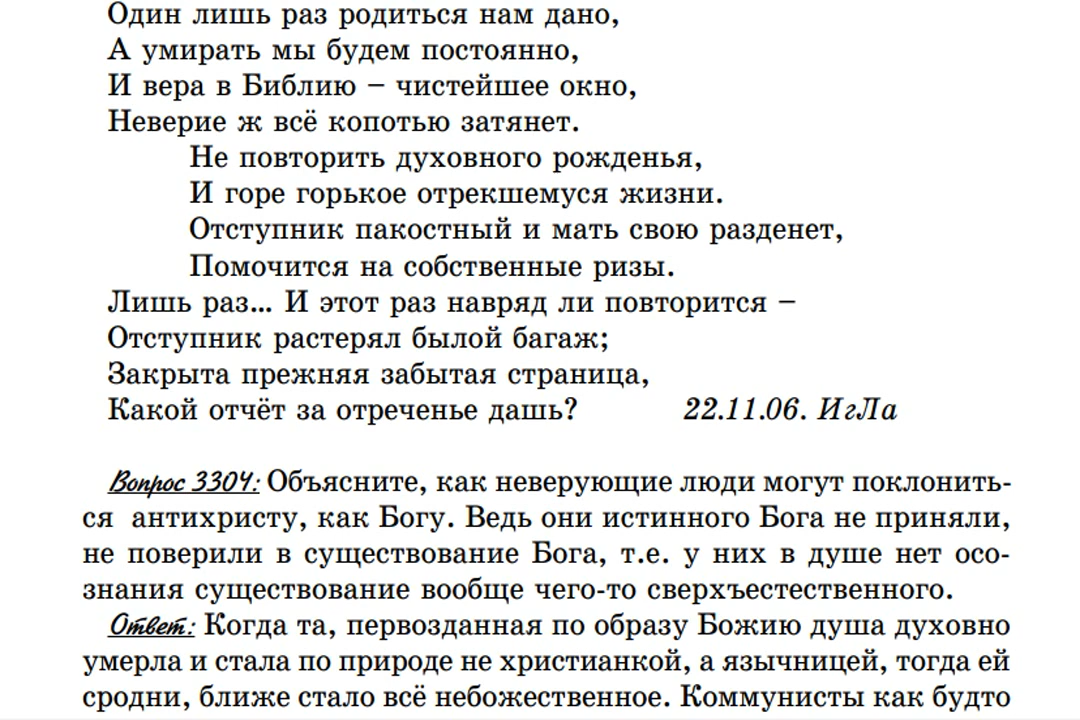 Один лишь раз родиться нам дано,
А умирать мы будем постоянно,
И вера в Библию – чистейшее окно,
Неверие ж всё копотью затянет.
Не повторить духовного рожденья,
И горе горькое отрекшемуся жизни.
Отступник пакостный и мать свою разденет,
Помочится на собственные ризы.
Лишь раз... И этот раз навряд ли повторится –
Отступник растерял былой багаж;
Закрыта прежняя забытая страница,
Какой отчёт за отреченье дашь? 22.11.06. ИгЛа
Вопрос 3304: Объясните, как неверующие люди могут поклонить-
ся антихристу, как Богу. Ведь они истинного Бога не приняли,
не поверили в существование Бога, т.е. у них в душе нет осо-
знания существование вообще чего-то сверхъестественного.
Ответ: Когда та, первозданная по образу Божию душа духовно
умерла и стала по природе не христианкой, а язычницей, тогда ей
сродни, ближе стало всё небожественное. Коммунисты как будто